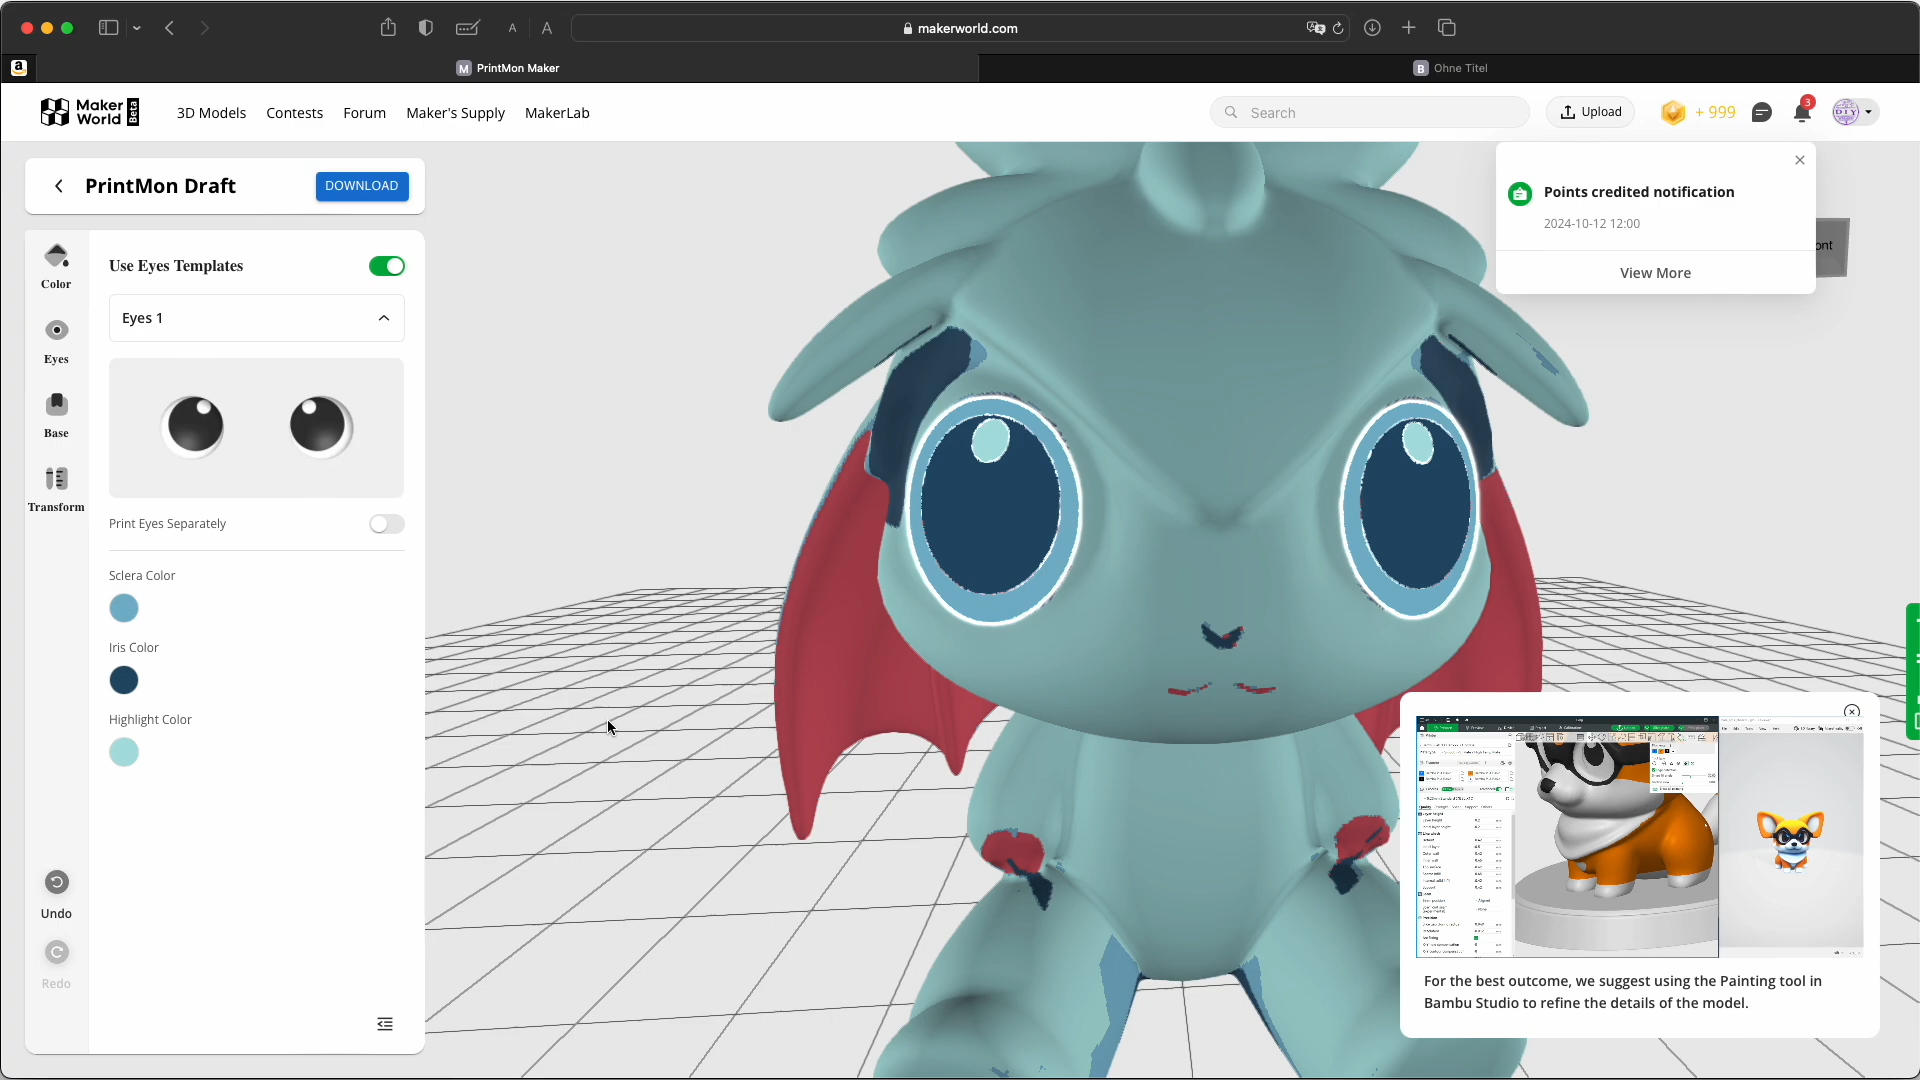 makerworld.com
PrintMon Maker
Ohne Titel
Maker
World
Beta
3D Models
Contests
Forum
Maker's Supply
MakerLab
Search
Upload
+ 999
3
DIY
PrintMon Draft
DOWNLOAD
Points credited notification
2024-10-12 12:00
View More
ont
Color
Eyes
Base
Transform
Undo
Redo
Use Eyes Templates
Eyes 1
Print Eyes Separately
Sclera Color
Iris Color
Highlight Color
For the best outcome, we suggest using the Painting tool in
Bambu Studio to refine the details of the model.